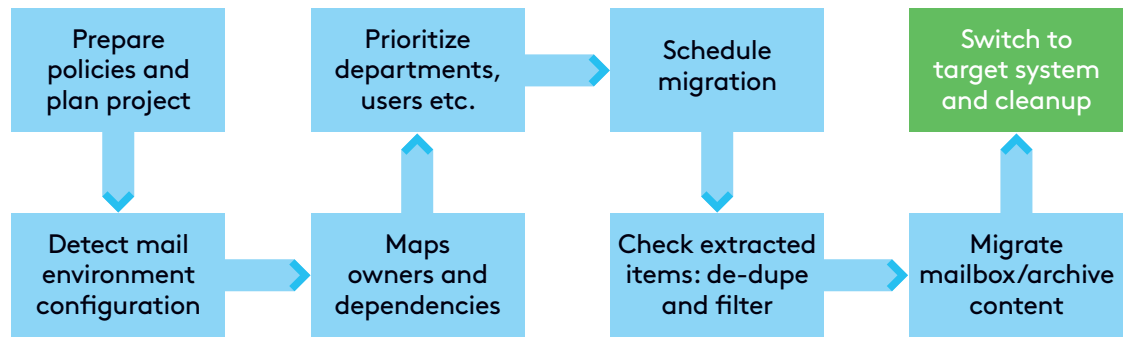 Prepare
policies and
plan project
Detect mail
environment
configuration
Maps
owners and
dependencies
Prioritize
departments,
users etc.
Schedule
migration
Check extracted
items: de-dupe
and filter
Migrate
mailbox/archive
content
Switch to
target system
and cleanup